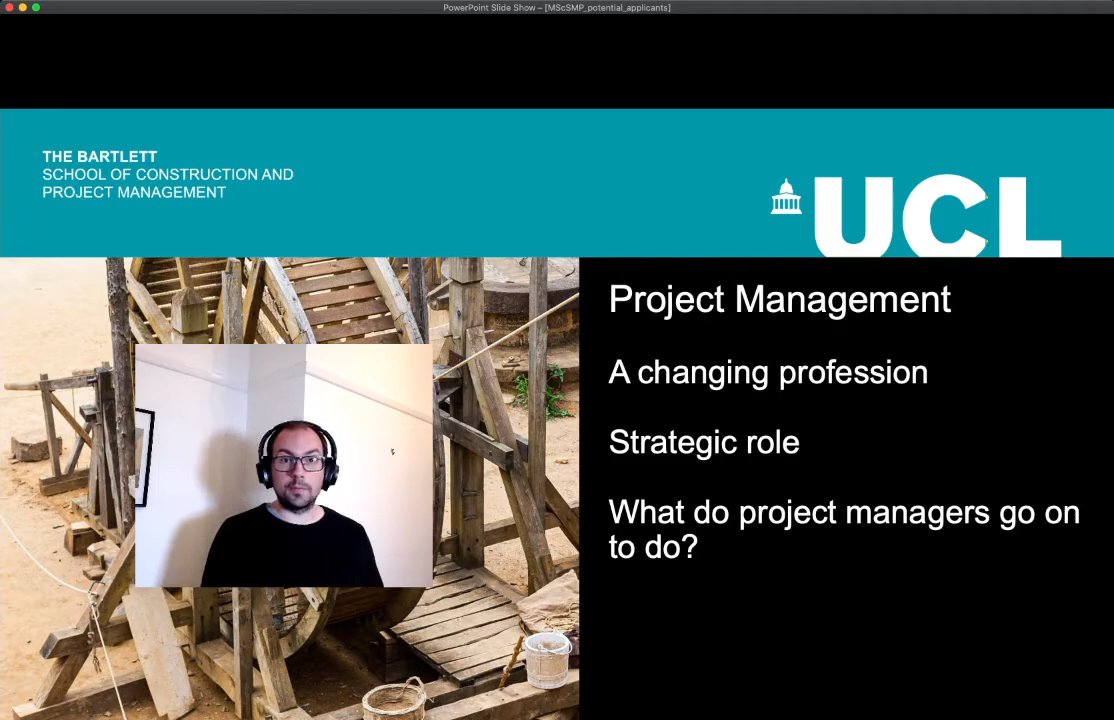 PowerPoint Slide Show – [MScSMP_potential_applicants]
THE BARTLETT
SCHOOL OF CONSTRUCTION AND
PROJECT MANAGEMENT
UCL
Project Management
A changing profession
Strategic role
What do project managers go on
to do?